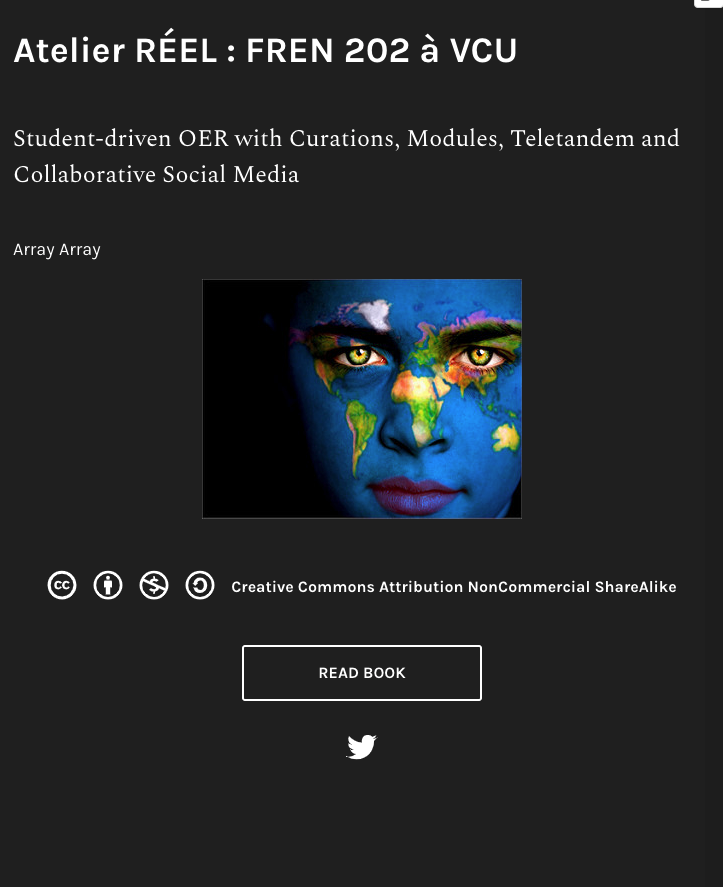 Atelier RÉEL : FREN 202 à VCU
Student-driven OER with Curations, Modules, Teletandem and
Collaborative Social Media
Array Array
cc
Creative Commons Attribution NonCommercial ShareAlike
READ BOOK